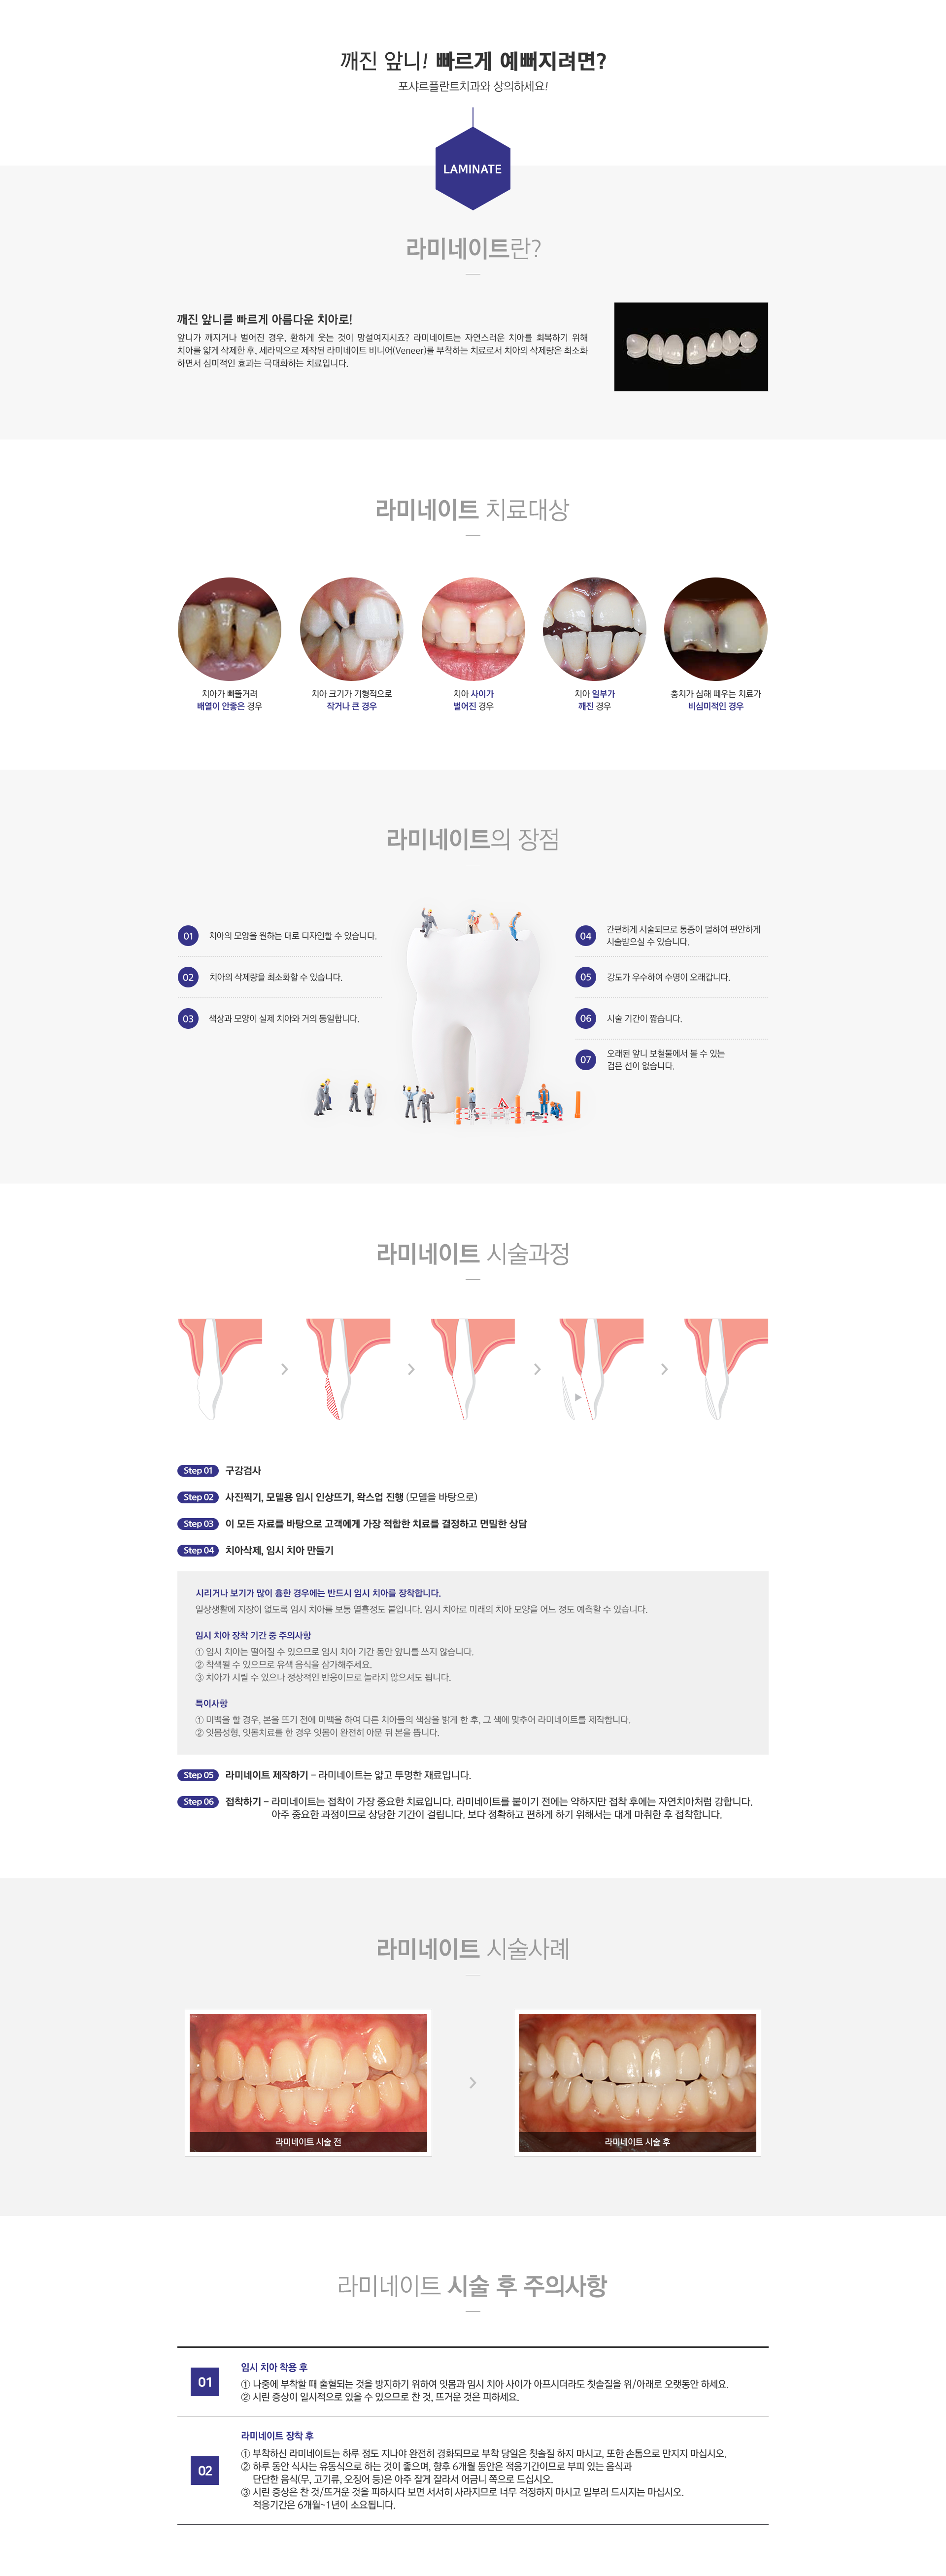 깨진 앞니! 빠르게 예뻐지려면?
포샤르플란트치과와 상의하세요!
LAMINATE
라미네이트란?
깨진 앞니를 빠르게 아름다운 치아로!
앞니가 깨지거나 벌어진 경우, 환하게 웃는 것이 망설여지시죠? 라미네이트는 자연스러운 치아를 회복하기 위해
치아를 얇게 삭제한 후, 세라믹으로 제작된 라미네이트 비니어(Veneer)를 부착하는 치료로서 치아의 삭제량은 최소화
하면서 심미적인 효과는 극대화하는 치료입니다.
라미네이트 치료대상
치아가 삐뚤거려
배열이 안좋은 경우
치아 크기가 기형적으로
작거나 큰 경우
치아 사이가
벌어진 경우
치아 일부가
깨진 경우
충치가 심해 떼우는 치료가
비심미적인 경우
라미네이트의 장점
01 치아의 모양을 원하는 대로 디자인할 수 있습니다.
02 치아의 삭제량을 최소화할 수 있습니다.
03 색상과 모양이 실제 치아와 거의 동일합니다.
04 간편하게 시술되므로 통증이 덜하여 편안하게
시술받으실 수 있습니다.
05 강도가 우수하여 수명이 오래갑니다.
06 시술 기간이 짧습니다.
07 오래된 앞니 보철물에서 볼 수 있는
검은 선이 없습니다.
라미네이트 시술과정
Step 01 구강검사
Step 02 사진찍기, 모델용 임시 인상뜨기, 왁스업 진행 (모델을 바탕으로)
Step 03 이 모든 자료를 바탕으로 고객에게 가장 적합한 치료를 결정하고 면밀한 상담
Step 04 치아삭제, 임시 치아 만들기
시리거나 보기가 많이 흉한 경우에는 반드시 임시 치아를 장착합니다.
일상생활에 지장이 없도록 임시 치아를 보통 열흘정도 붙입니다. 임시 치아로 미래의 치아 모양을 어느 정도 예측할 수 있습니다.
임시 치아 장착 기간 중 주의사항
① 임시 치아는 떨어질 수 있으므로 임시 치아 기간 동안 앞니를 쓰지 않습니다.
② 착색될 수 있으므로 유색 음식을 삼가해주세요.
③ 치아가 시릴 수 있으나 정상적인 반응이므로 놀라지 않으셔도 됩니다.
특이사항
① 미백을 할 경우, 본을 뜨기 전에 미백을 하여 다른 치아들의 색상을 밝게 한 후, 그 색에 맞추어 라미네이트를 제작합니다.
② 잇몸성형, 잇몸치료를 한 경우 잇몸이 완전히 아문 뒤 본을 뜹니다.
Step 05 라미네이트 제작하기 – 라미네이트는 얇고 투명한 재료입니다.
Step 06 접착하기 – 라미네이트는 접착이 가장 중요한 치료입니다. 라미네이트를 붙이기 전에는 약하지만 접착 후에는 자연치아처럼 강합니다.
아주 중요한 과정이므로 상당한 기간이 걸립니다. 보다 정확하고 편하게 하기 위해서는 대게 마취한 후 접착합니다.
라미네이트 시술사례
라미네이트 시술 전
라미네이트 시술 후
라미네이트 시술 후 주의사항
01
임시 치아 착용 후
① 나중에 부착할 때 출혈되는 것을 방지하기 위하여 잇몸과 임시 치아 사이가 아프시더라도 칫솔질을 위/아래로 오랫동안 하세요.
② 시린 증상이 일시적으로 있을 수 있으므로 찬 것, 뜨거운 것은 피하세요.
02
라미네이트 장착 후
① 부착하신 라미네이트는 하루 정도 지나야 완전히 경화되므로 부착 당일은 칫솔질 하지 마시고, 또한 손톱으로 만지지 마십시오.
② 하루 동안 식사는 유동식으로 하는 것이 좋으며, 향후 6개월 동안은 적응기간이므로 부피 있는 음식과
단단한 음식(무, 고기류, 오징어 등)은 아주 잘게 잘라서 어금니 쪽으로 드십시오.
③ 시린 증상은 찬 것/뜨거운 것을 피하시다 보면 서서히 사라지므로 너무 걱정하지 마시고 일부러 드시지는 마십시오.
적응기간은 6개월~1년이 소요됩니다.